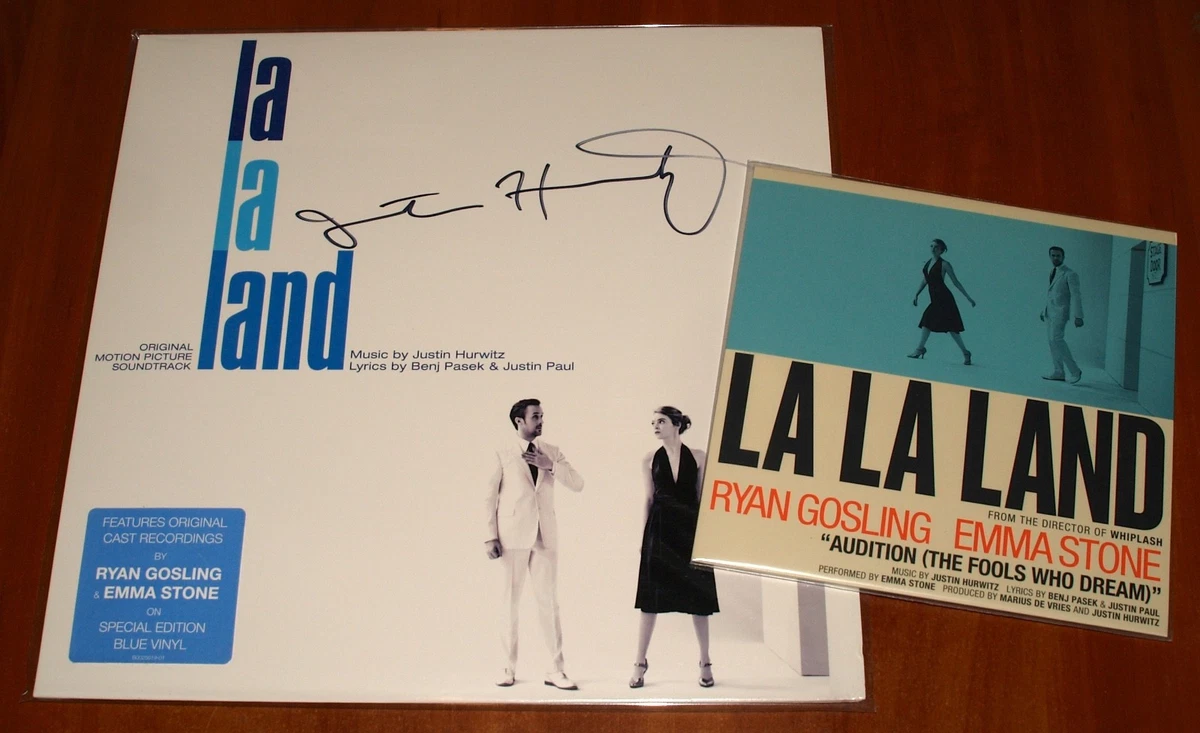 la
la
land
ORIGINAL
MOTION PICTURE
SOUNDTRACK
Music by Justin Hurwitz
Lyrics by Benj Pasek & Justin Paul
FEATURES ORIGINAL
CAST RECORDINGS
BY
RYAN GOSLING
& EMMA STONE
ON
SPECIAL EDITION
BLUE VINYL
STAGE
DOOR
LA LA LAND
FROM THE DIRECTOR OF WHIPLASH
RYAN GOSLING EMMA STONE
"AUDITION (THE FOOLS WHO DREAM)"
MUSIC BY JUSTIN HURWITZ LYRICS BY BENJ PASEK & JUSTIN PAUL
PERFORMED BY EMMA STONE PRODUCED BY MARIUS DE VRIES AND JUSTIN HURWITZ